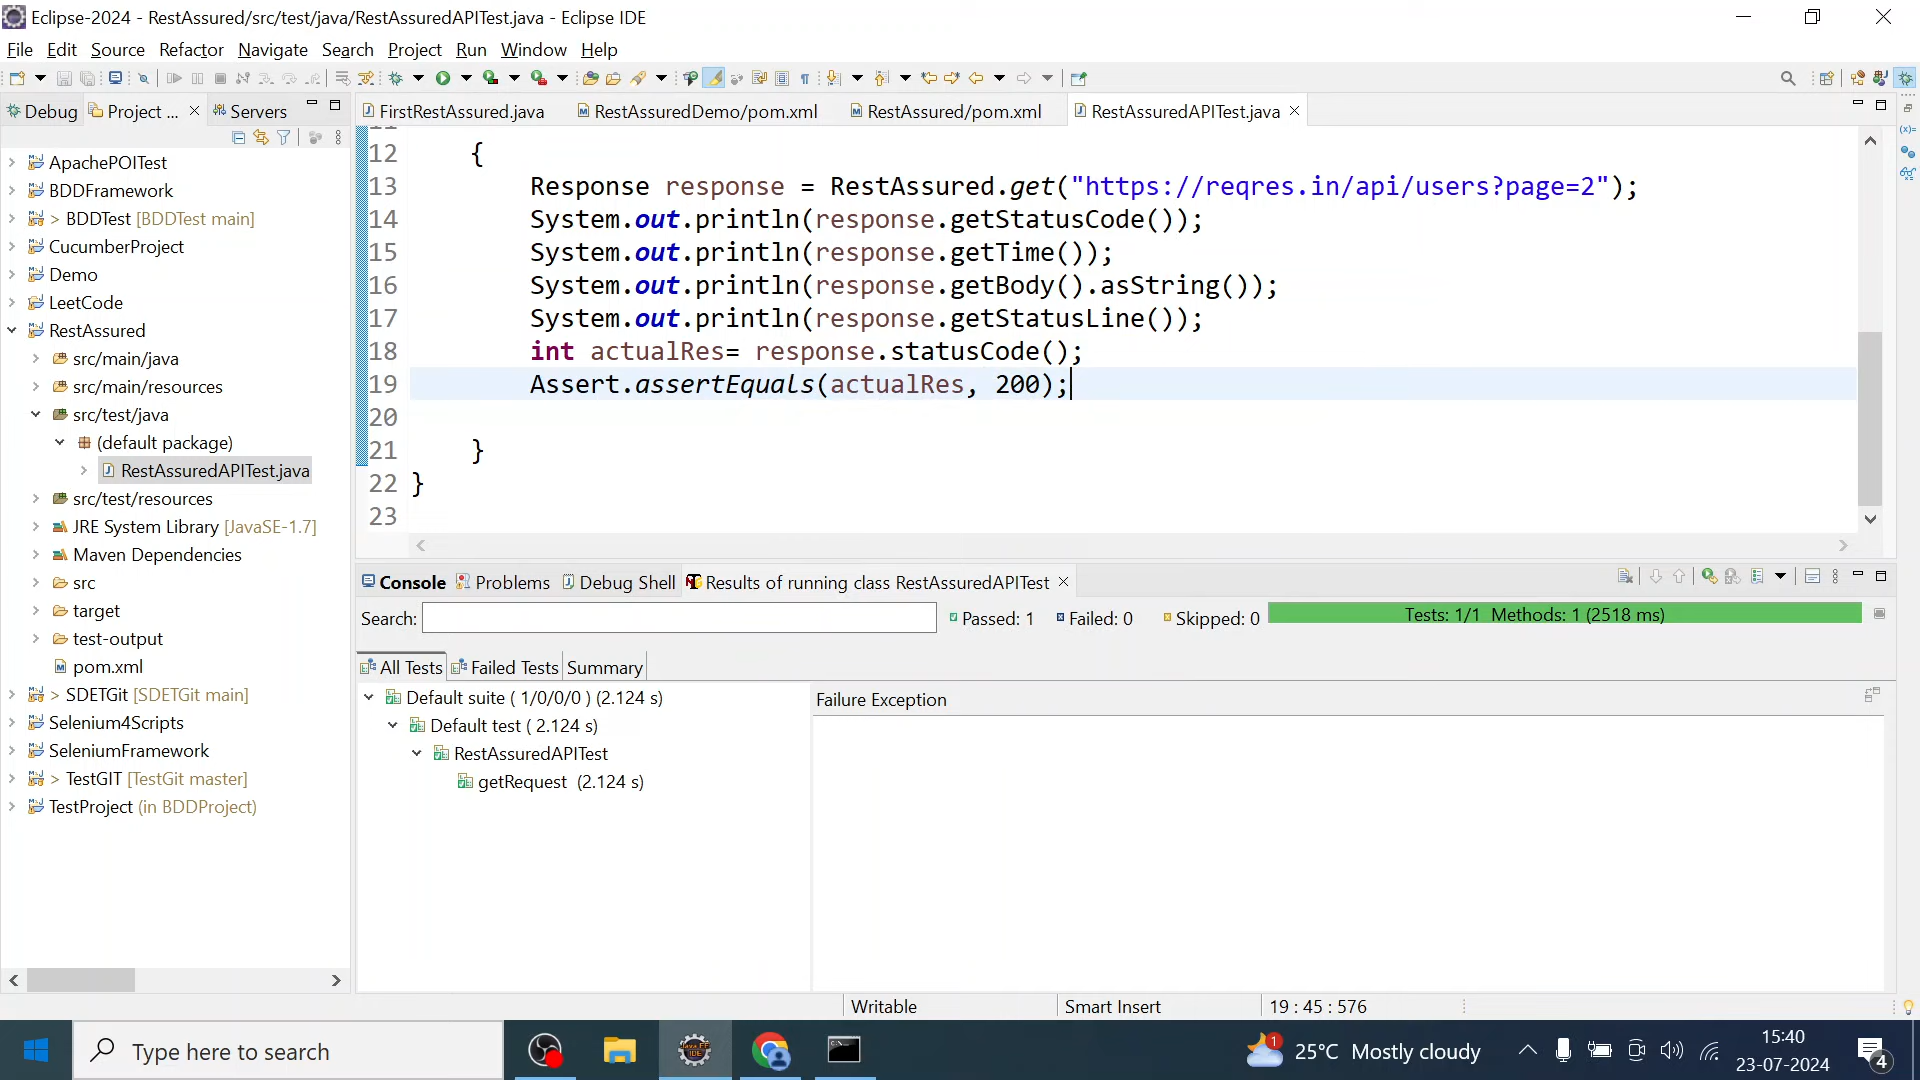 Eclipse-2024 - RestAssured/src/test/java/RestAssuredAPITest.java - Eclipse IDE
File Edit Source Refactor Navigate Search Project Run Window Help
Debug Project ... Servers
FirstRestAssured.java RestAssuredDemo/pom.xml RestAssured/pom.xml RestAssuredAPITest.java
ApachePOITest
BDDFramework
> BDDTest [BDDTest main]
CucumberProject
Demo
LeetCode
RestAssured
src/main/java
src/main/resources
src/test/java
(default package)
RestAssuredAPITest.java
src/test/resources
JRE System Library [JavaSE-1.7]
Maven Dependencies
src
target
test-output
pom.xml
> SDETGit [SDETGit main]
Selenium4Scripts
SeleniumFramework
> TestGIT [TestGit master]
TestProject (in BDDProject)
12 {
13 Response response = RestAssured.get("https://reqres.in/api/users?page=2");
14 System.out.println(response.getStatusCode());
15 System.out.println(response.getTime());
16 System.out.println(response.getBody().asString());
17 System.out.println(response.getStatusLine());
18 int actualRes= response.statusCode();
19 Assert.assertEquals(actualRes, 200);
20
21 }
22 }
23
Console Problems Debug Shell Results of running class RestAssuredAPITest
Search: Passed: 1 Failed: 0 Skipped: 0 Tests: 1/1 Methods: 1 (2518 ms)
All Tests Failed Tests Summary
Default suite ( 1/0/0/0 ) (2.124 s)
Default test ( 2.124 s)
RestAssuredAPITest
getRequest (2.124 s)
Failure Exception
Writable Smart Insert 19 : 45 : 576
Type here to search
1
25°C Mostly cloudy
15:40
23-07-2024
4